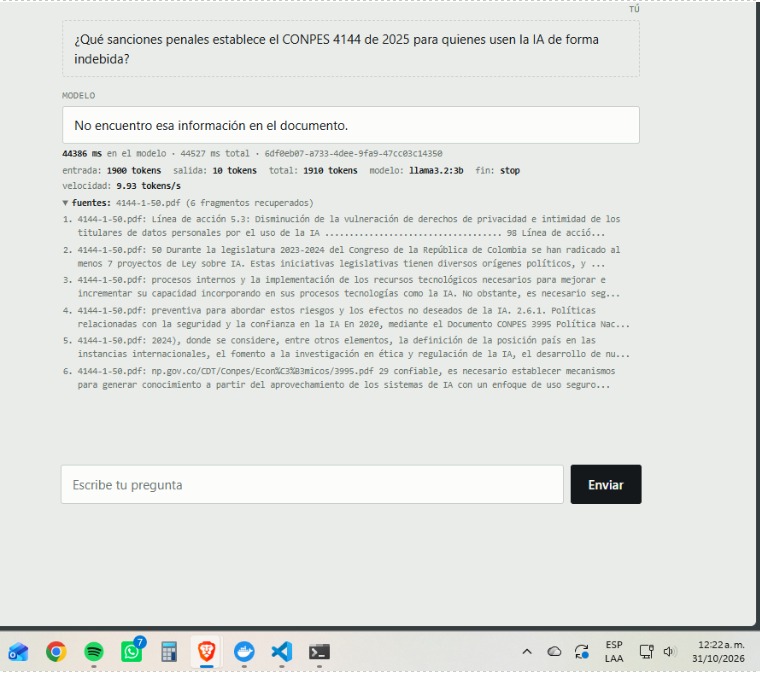 TÚ
¿Qué sanciones penales establece el CONPES 4144 de 2025 para quienes usen la IA de forma
indebida?
MODELO
No encuentro esa información en el documento.
44386 ms en el modelo · 44527 ms total · 6df0eb07-a733-4dee-9fa9-47cc03c14350
entrada: 1900 tokens salida: 10 tokens total: 1910 tokens modelo: llama3.2:3b fin: stop
velocidad: 9.93 tokens/s
▼ fuentes: 4144-1-50.pdf (6 fragmentos recuperados)
1. 4144-1-50.pdf: Línea de acción 5.3: Disminución de la vulneración de derechos de privacidad e intimidad de los
titulares de datos personales por el uso de la IA .................................. 98 Línea de acció...
2. 4144-1-50.pdf: 50 Durante la legislatura 2023-2024 del Congreso de la República de Colombia se han radicado al
menos 7 proyectos de Ley sobre IA. Estas iniciativas legislativas tienen diversos orígenes políticos, y ...
3. 4144-1-50.pdf: procesos internos y la implementación de los recursos tecnológicos necesarios para mejorar e
incrementar su capacidad incorporando en sus procesos tecnologías como la IA. No obstante, es necesario seg...
4. 4144-1-50.pdf: preventiva para abordar estos riesgos y los efectos no deseados de la IA. 2.6.1. Políticas
relacionadas con la seguridad y la confianza en la IA En 2020, mediante el Documento CONPES 3995 Política Nac...
5. 4144-1-50.pdf: 2024), donde se considere, entre otros elementos, la definición de la posición país en las
instancias internacionales, el fomento a la investigación en ética y regulación de la IA, el desarrollo de nu...
6. 4144-1-50.pdf: np.gov.co/CDT/Conpes/Econ%C3%B3micos/3995.pdf 29 confiable, es necesario establecer mecanismos
para generar conocimiento a partir del aprovechamiento de los sistemas de IA con un enfoque de uso seguro...
Escribe tu pregunta
Enviar
7
ESP
LAA
12:22 a. m.
31/10/2026